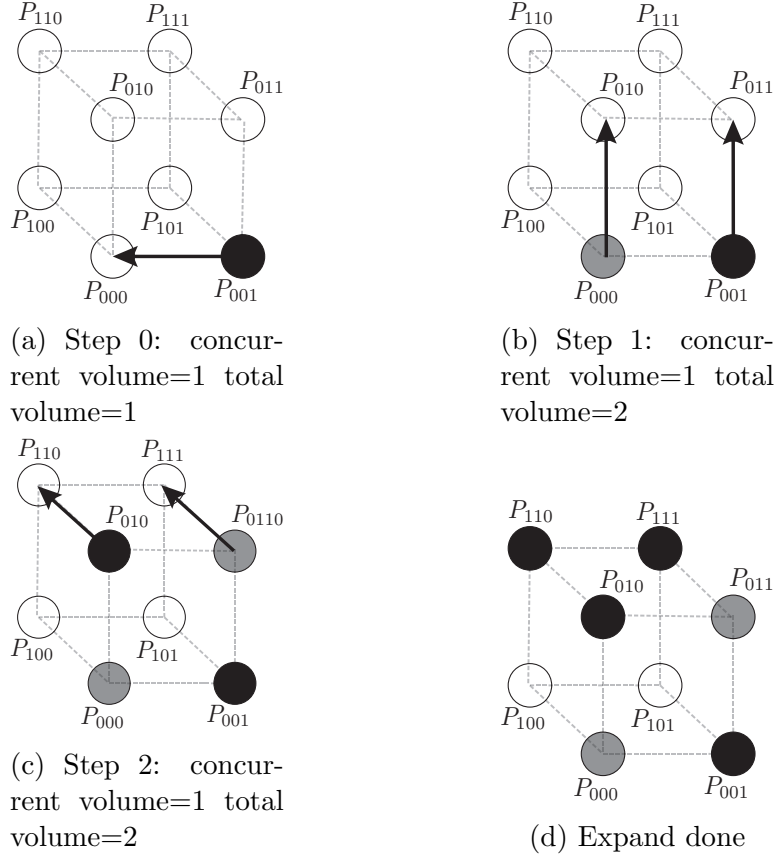 P110 P111 P110 P111
P010 P011 P010 P011
P100 P101 P100 P101
P000 P001 P000 P001
(a) Step 0: concur-
rent volume=1 total
volume=1
(b) Step 1: concur-
rent volume=1 total
volume=2
P110 P111
P010 P0110
P100 P101
P000 P001
(c) Step 2: concur-
rent volume=1 total
volume=2
P110 P111
P010 P011
P100 P101
P000 P001
(d) Expand done